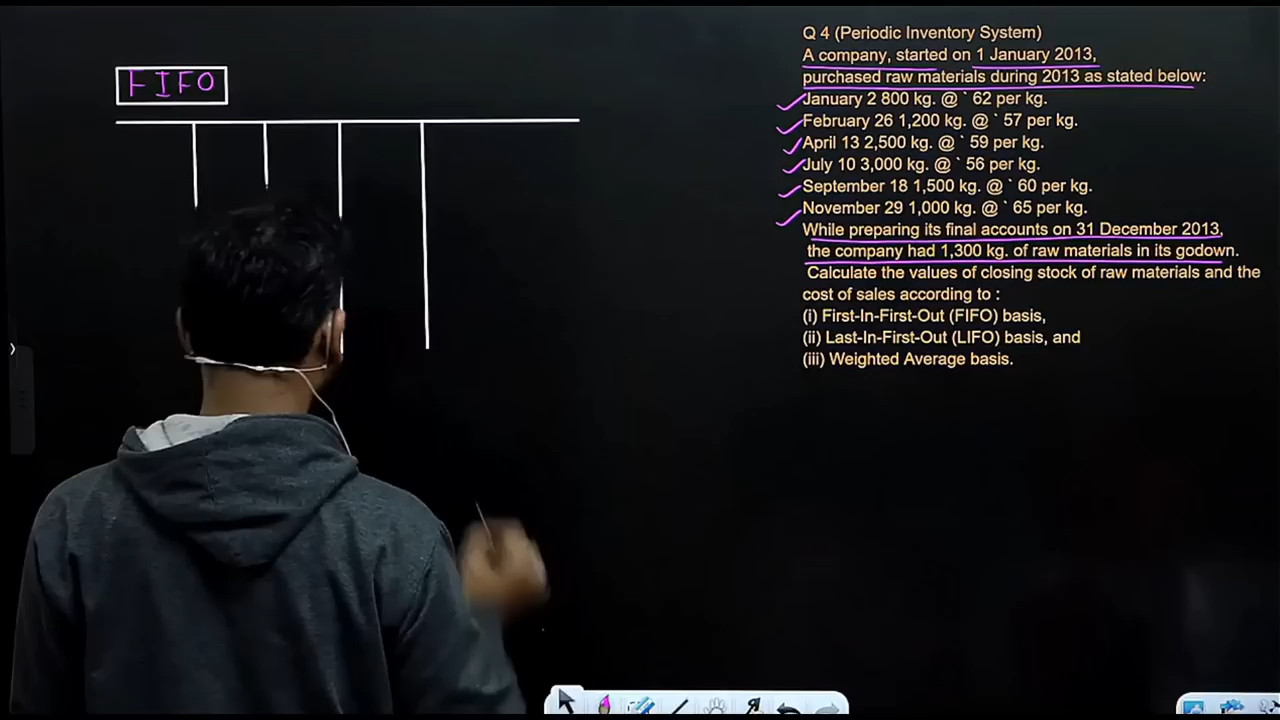 FIFO
Q 4 (Periodic Inventory System)
A company, started on 1 January 2013,
purchased raw materials during 2013 as stated below:
January 2 800 kg. @ ` 62 per kg.
February 26 1,200 kg. @ ` 57 per kg.
April 13 2,500 kg. @ ` 59 per kg.
July 10 3,000 kg. @ ` 56 per kg.
September 18 1,500 kg. @ ` 60 per kg.
November 29 1,000 kg. @ ` 65 per kg.
While preparing its final accounts on 31 December 2013,
the company had 1,300 kg. of raw materials in its godown.
Calculate the values of closing stock of raw materials and the
cost of sales according to :
(i) First-In-First-Out (FIFO) basis,
(ii) Last-In-First-Out (LIFO) basis, and
(iii) Weighted Average basis.